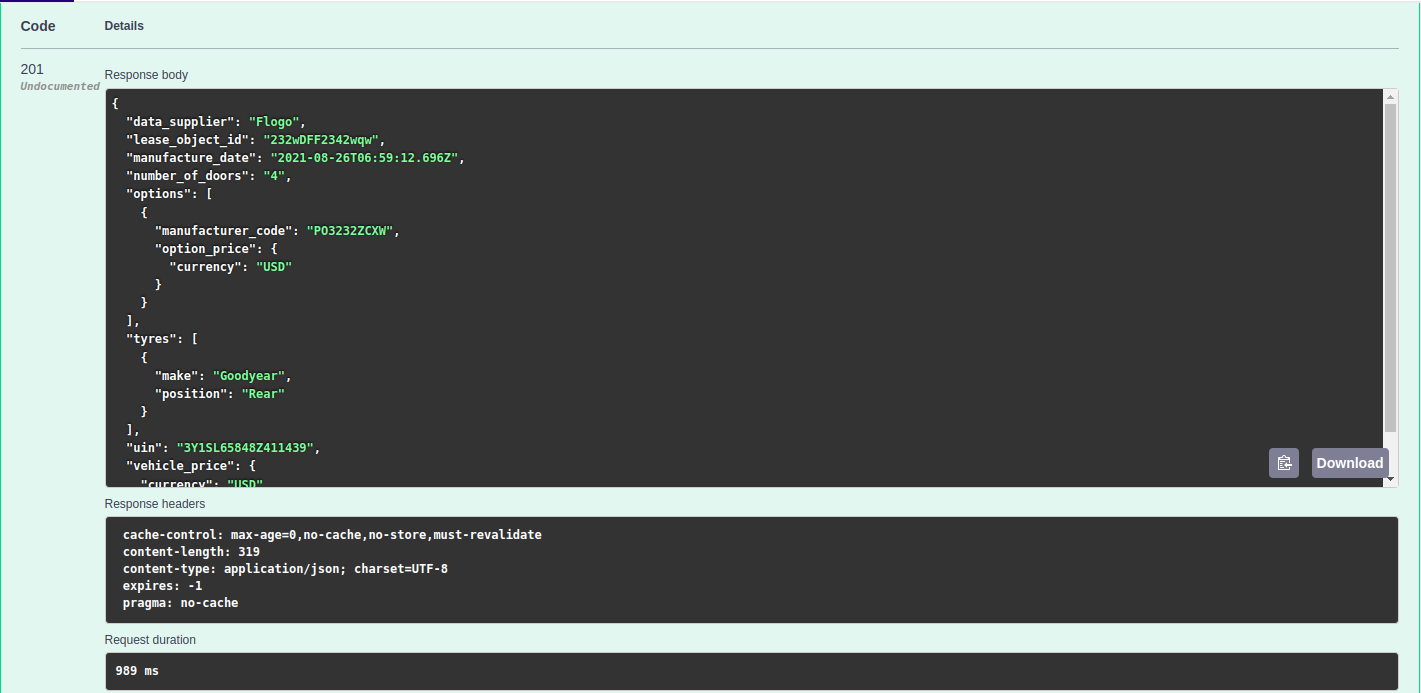 Code Details
201
Undocumented
Response body
{
  "data_supplier": "Flogo",
  "lease_object_id": "232wDFF2342wqw",
  "manufacture_date": "2021-08-26T06:59:12.696Z",
  "number_of_doors": "4",
  "options": [
    {
      "manufacturer_code": "PO3232ZCXW",
      "option_price": {
        "currency": "USD"
      }
    }
  ],
  "tyres": [
    {
      "make": "Goodyear",
      "position": "Rear"
    }
  ],
  "uin": "3Y1SL65848Z411439",
  "vehicle_price": {
    "currency": "USD"
Download
Response headers
cache-control: max-age=0,no-cache,no-store,must-revalidate
content-length: 319
content-type: application/json; charset=UTF-8
expires: -1
pragma: no-cache
Request duration
989 ms